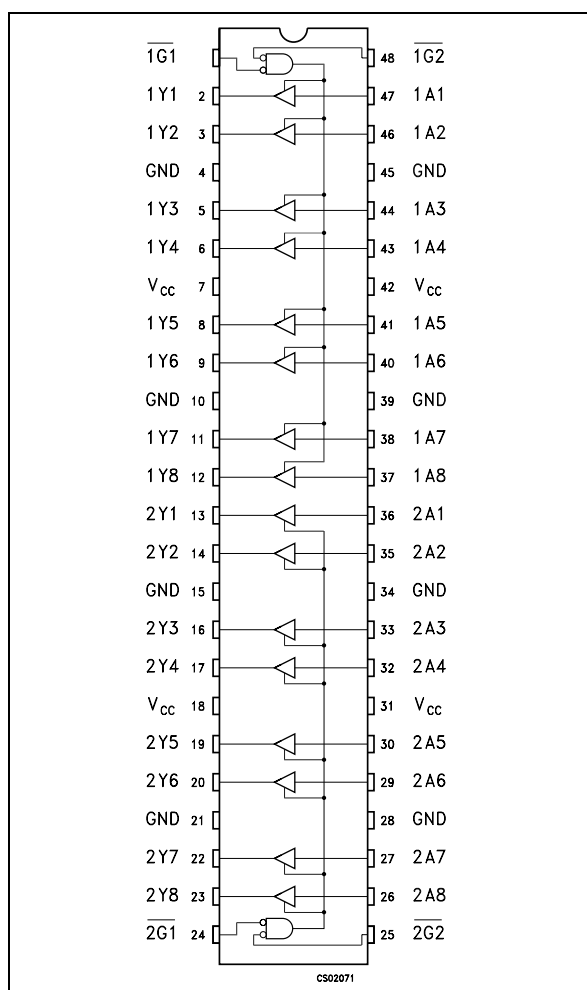 1G1 48 1G2
1Y1 2 47 1A1
1Y2 3 46 1A2
GND 4 45 GND
1Y3 5 44 1A3
1Y4 6 43 1A4
VCC 7 42 VCC
1Y5 8 41 1A5
1Y6 9 40 1A6
GND 10 39 GND
1Y7 11 38 1A7
1Y8 12 37 1A8
2Y1 13 36 2A1
2Y2 14 35 2A2
GND 15 34 GND
2Y3 16 33 2A3
2Y4 17 32 2A4
VCC 18 31 VCC
2Y5 19 30 2A5
2Y6 20 29 2A6
GND 21 28 GND
2Y7 22 27 2A7
2Y8 23 26 2A8
2G1 24 25 2G2
CS02071